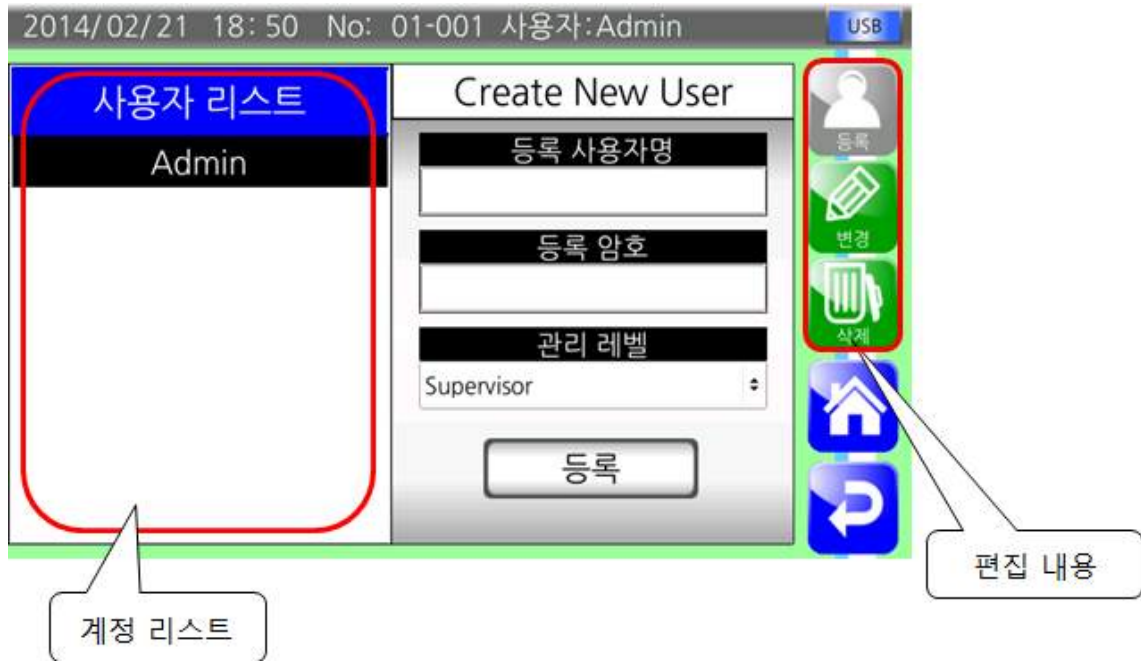 2014/02/21 18:50 No: 01-001 사용자:Admin
USB
사용자 리스트
Admin
Create New User
등록 사용자명
등록 암호
관리 레벨
Supervisor
등록
등록
변경
삭제
편집 내용
계정 리스트